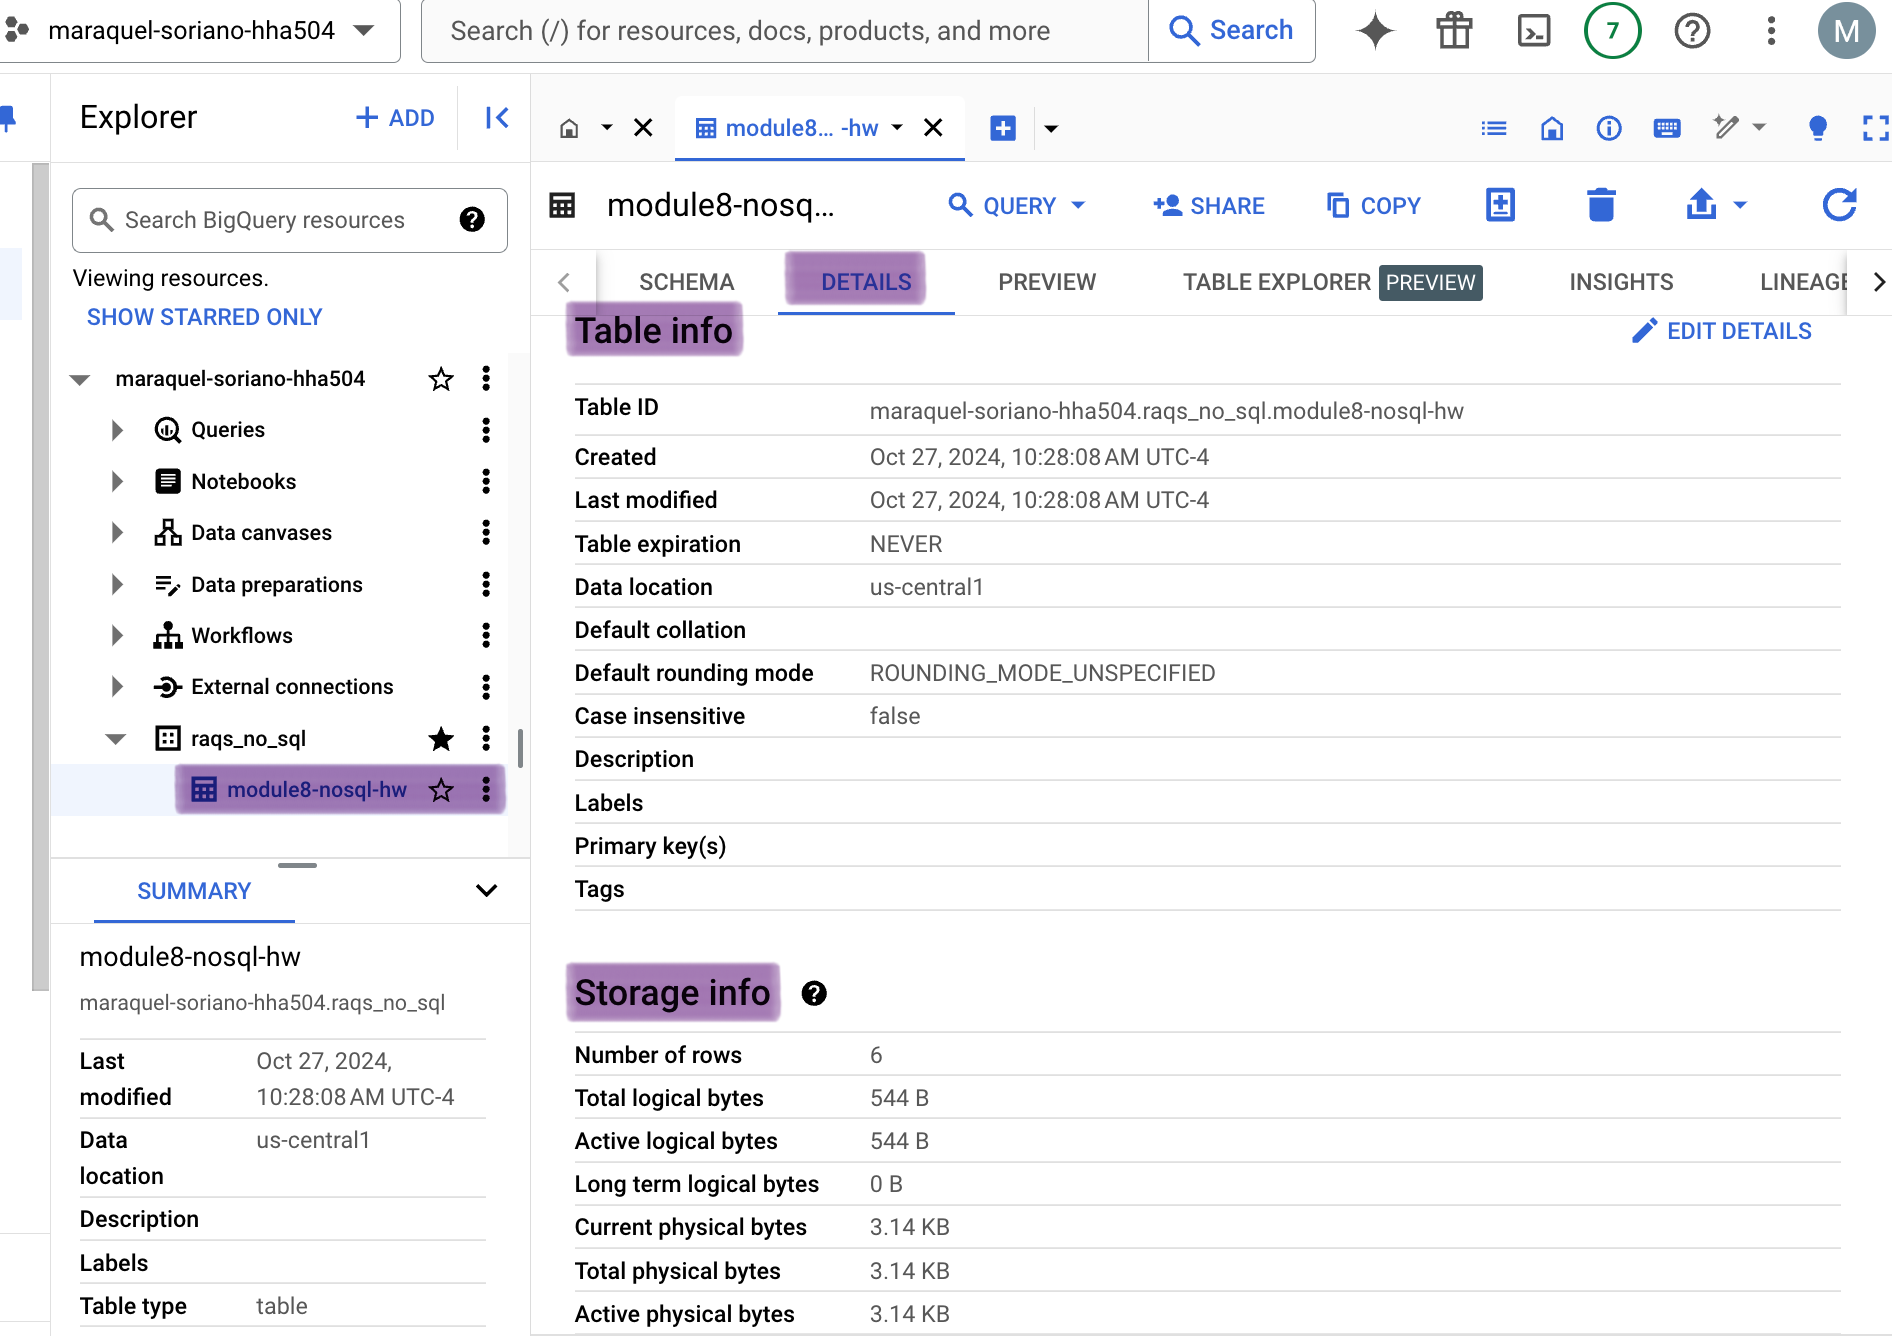 maraquel-soriano-hha504
Search (/) for resources, docs, products, and more
Search
7
M
Explorer
ADD
module8... -hw
Search BigQuery resources
Viewing resources.
SHOW STARRED ONLY
maraquel-soriano-hha504
Queries
Notebooks
Data canvases
Data preparations
Workflows
External connections
raqs_no_sql
module8-nosql-hw
SUMMARY
module8-nosql-hw
maraquel-soriano-hha504.raqs_no_sql
Last modified Oct 27, 2024, 10:28:08 AM UTC-4
Data location us-central1
Description
Labels
Table type table
module8-nosq...
QUERY
SHARE
COPY
SCHEMA
DETAILS
PREVIEW
TABLE EXPLORER PREVIEW
INSIGHTS
LINEAGE
Table info
EDIT DETAILS
Table ID maraquel-soriano-hha504.raqs_no_sql.module8-nosql-hw
Created Oct 27, 2024, 10:28:08 AM UTC-4
Last modified Oct 27, 2024, 10:28:08 AM UTC-4
Table expiration NEVER
Data location us-central1
Default collation
Default rounding mode ROUNDING_MODE_UNSPECIFIED
Case insensitive false
Description
Labels
Primary key(s)
Tags
Storage info
Number of rows 6
Total logical bytes 544 B
Active logical bytes 544 B
Long term logical bytes 0 B
Current physical bytes 3.14 KB
Total physical bytes 3.14 KB
Active physical bytes 3.14 KB